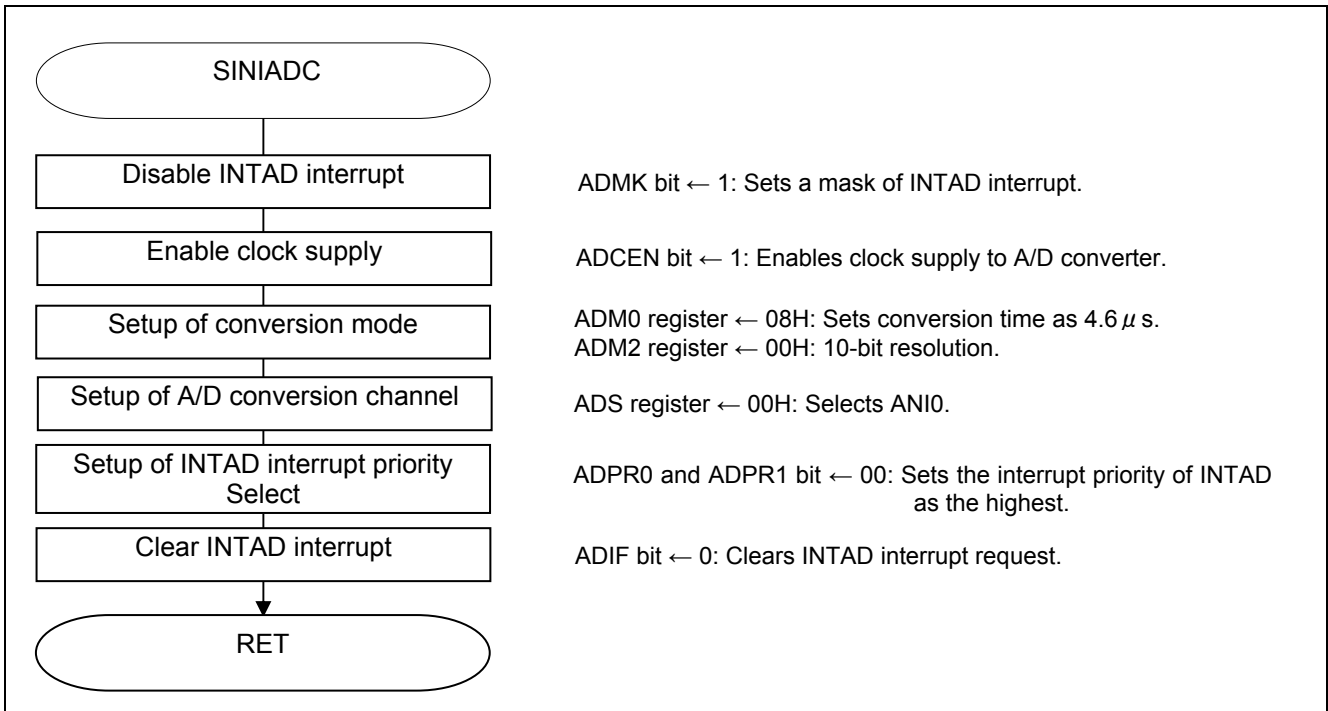 SINIADC
Disable INTAD interrupt
ADMK bit ← 1: Sets a mask of INTAD interrupt.
Enable clock supply
ADCEN bit ← 1: Enables clock supply to A/D converter.
Setup of conversion mode
ADM0 register ← 08H: Sets conversion time as 4.6 μ s.
ADM2 register ← 00H: 10-bit resolution.
Setup of A/D conversion channel
ADS register ← 00H: Selects ANI0.
Setup of INTAD interrupt priority
Select
ADPR0 and ADPR1 bit ← 00: Sets the interrupt priority of INTAD
as the highest.
Clear INTAD interrupt
ADIF bit ← 0: Clears INTAD interrupt request.
RET